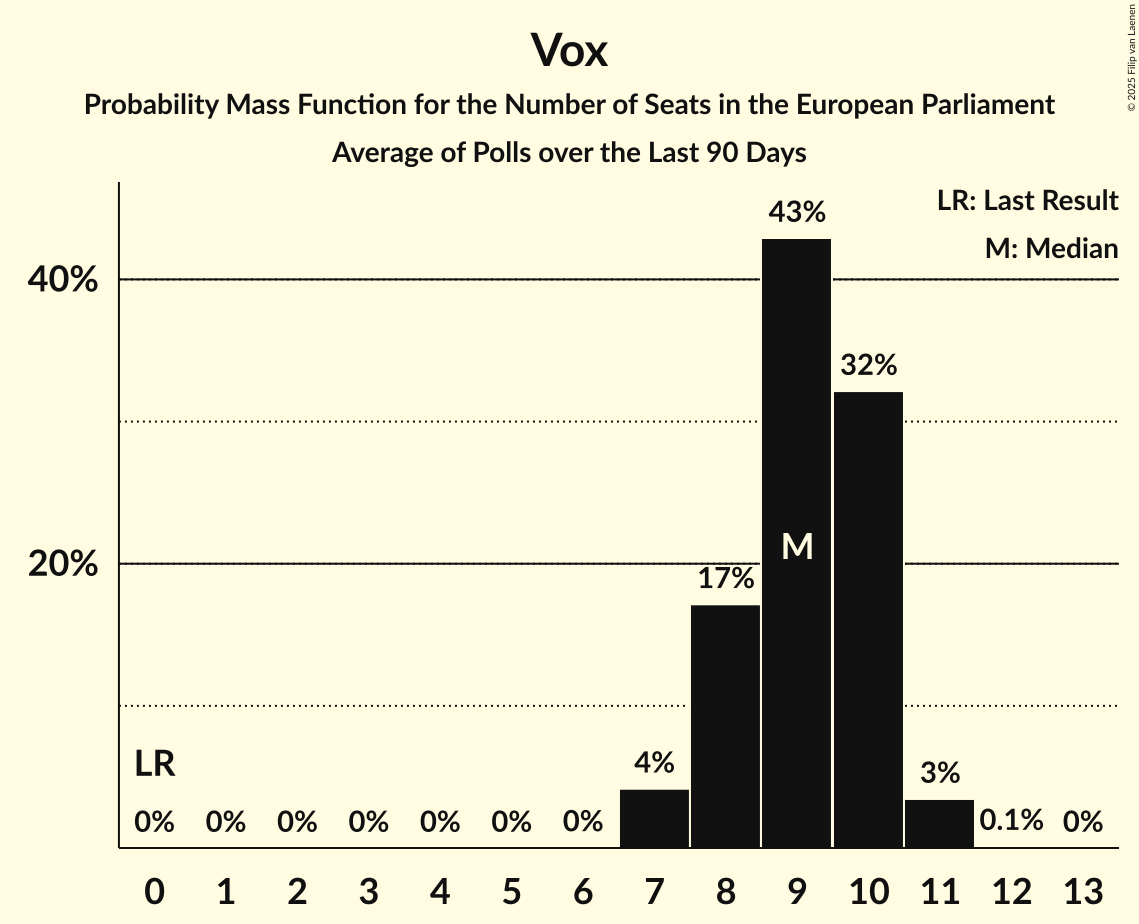 Vox
Probability Mass Function for the Number of Seats in the European Parliament
Average of Polls over the Last 90 Days
© 2025 Filip van Laenen
LR: Last Result
M: Median
40%
20%
43%
32%
17%
M
LR
4%
3%
0% 0% 0% 0% 0% 0% 0% 0.1% 0%
0 1 2 3 4 5 6 7 8 9 10 11 12 13